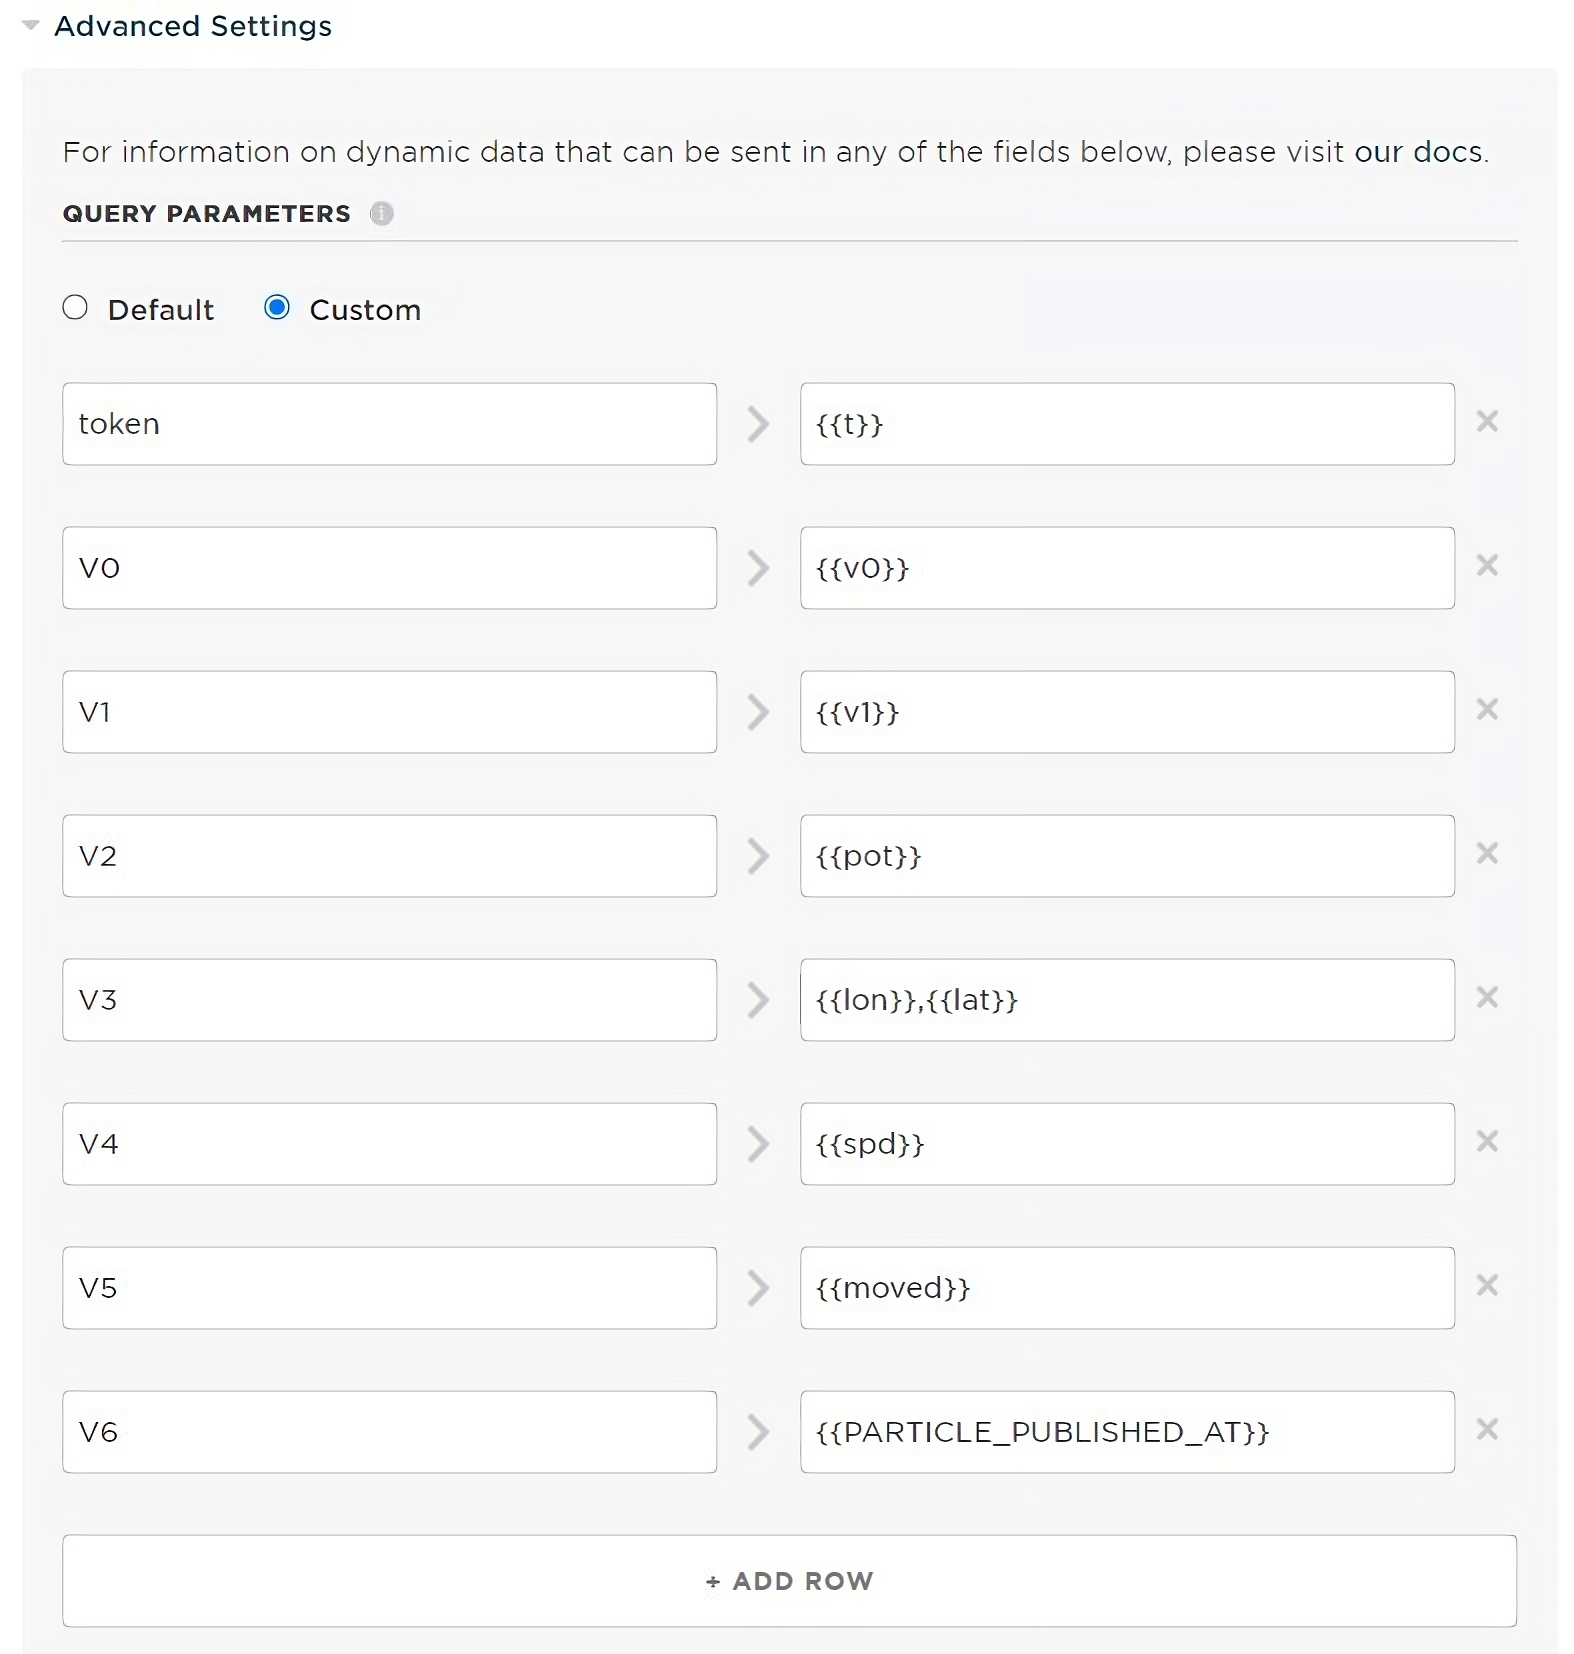 Advanced Settings
For information on dynamic data that can be sent in any of the fields below, please visit our docs.
QUERY PARAMETERS i
Default Custom
token {{t}}
V0 {{v0}}
V1 {{v1}}
V2 {{pot}}
V3 {{lon}},{{lat}}
V4 {{spd}}
V5 {{moved}}
V6 {{PARTICLE_PUBLISHED_AT}}
+ ADD ROW